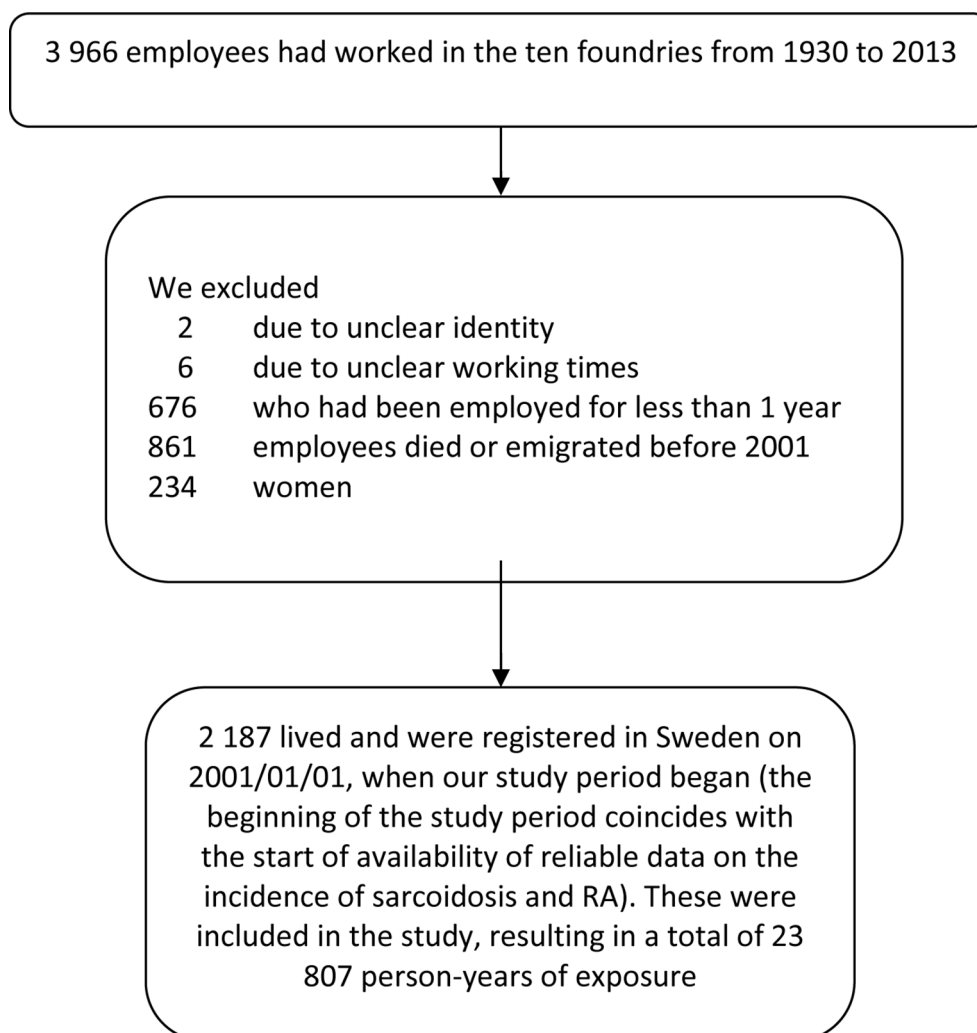 3 966 employees had worked in the ten foundries from 1930 to 2013
We excluded
2 due to unclear identity
6 due to unclear working times
676 who had been employed for less than 1 year
861 employees died or emigrated before 2001
234 women
2 187 lived and were registered in Sweden on
2001/01/01, when our study period began (the
beginning of the study period coincides with
the start of availability of reliable data on the
incidence of sarcoidosis and RA). These were
included in the study, resulting in a total of 23
807 person-years of exposure